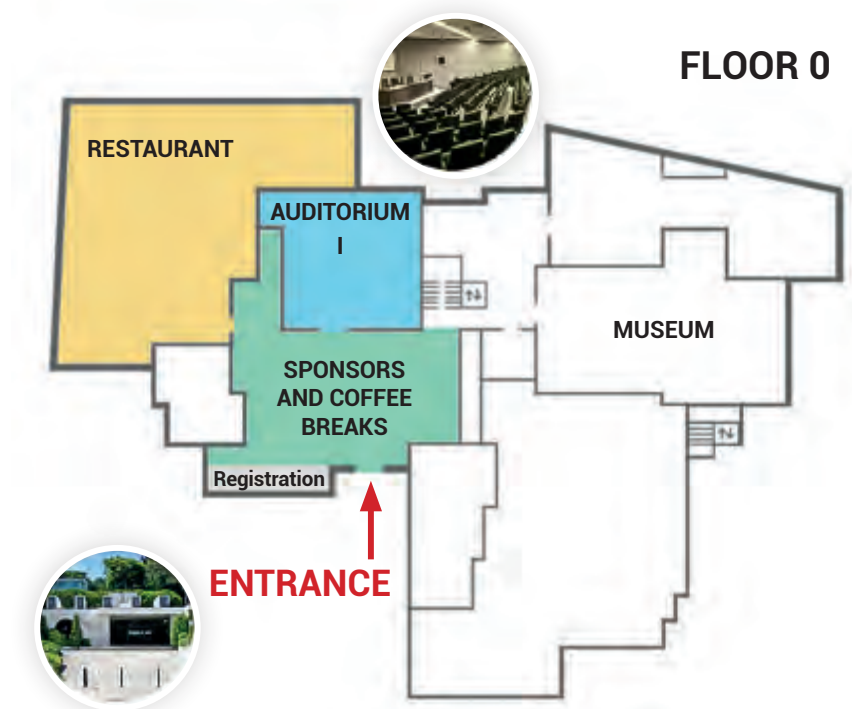 FLOOR 0
RESTAURANT
AUDITORIUM
I
MUSEUM
SPONSORS
AND COFFEE
BREAKS
Registration
ENTRANCE